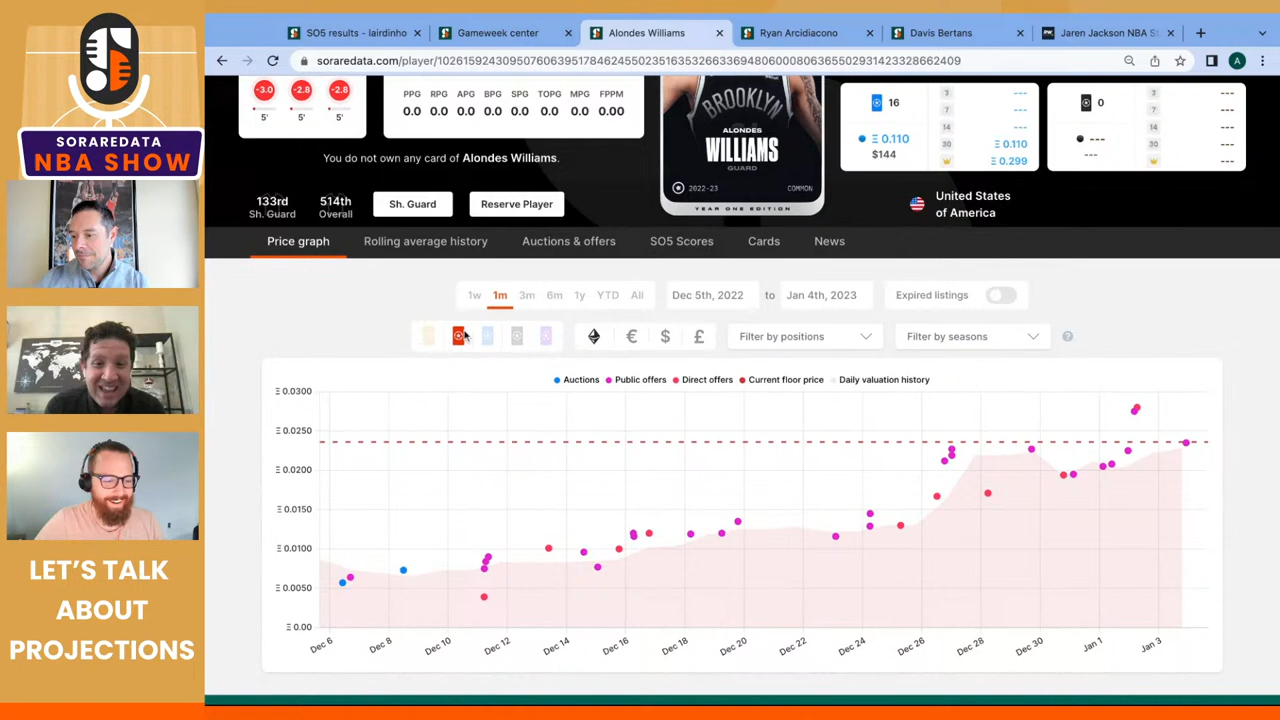 SORAREDATA
NBA SHOW
LET'S TALK
ABOUT
PROJECTIONS
SO5 results - lairdinho
Gameweek center
Alondes Williams
Ryan Arcidiacono
Davis Bertans
Jaren Jackson NBA St
soraredata.com/player/102615924309507606395178462455023516353266336948060008063655029314233286624​09
A
-3.0 -2.8 -2.8
5' 5' 5'
PPG RPG APG BPG SPG TOPG MPG FPPM
0.0 0.0 0.0 0.0 0.0 0.0 0.0 0.00
You do not own any card of Alondes Williams.
133rd
Sh. Guard
514th
Overall
Sh. Guard
Reserve Player
BROOKLYN
ALONDES
WILLIAMS
GUARD
2022-23 COMMON
YEAR ONE EDITION
16
Ξ 0.110
$144
3 ---
7 ---
14 ---
30 Ξ 0.110
Ξ 0.299
0
---
---
3 ---
7 ---
14 ---
30 ---
---
United States
of America
Price graph
Rolling average history
Auctions & offers
SO5 Scores
Cards
News
1w 1m 3m 6m 1y YTD All
Dec 5th, 2022 to Jan 4th, 2023
Expired listings
€ $ £
Filter by positions
Filter by seasons
?
Auctions Public offers Direct offers Current floor price Daily valuation history
Ξ 0.0300
Ξ 0.0250
Ξ 0.0200
Ξ 0.0150
Ξ 0.0100
Ξ 0.0050
Ξ 0.00
Dec 6 Dec 8 Dec 10 Dec 12 Dec 14 Dec 16 Dec 18 Dec 20 Dec 22 Dec 24 Dec 26 Dec 28 Dec 30 Jan 1 Jan 3